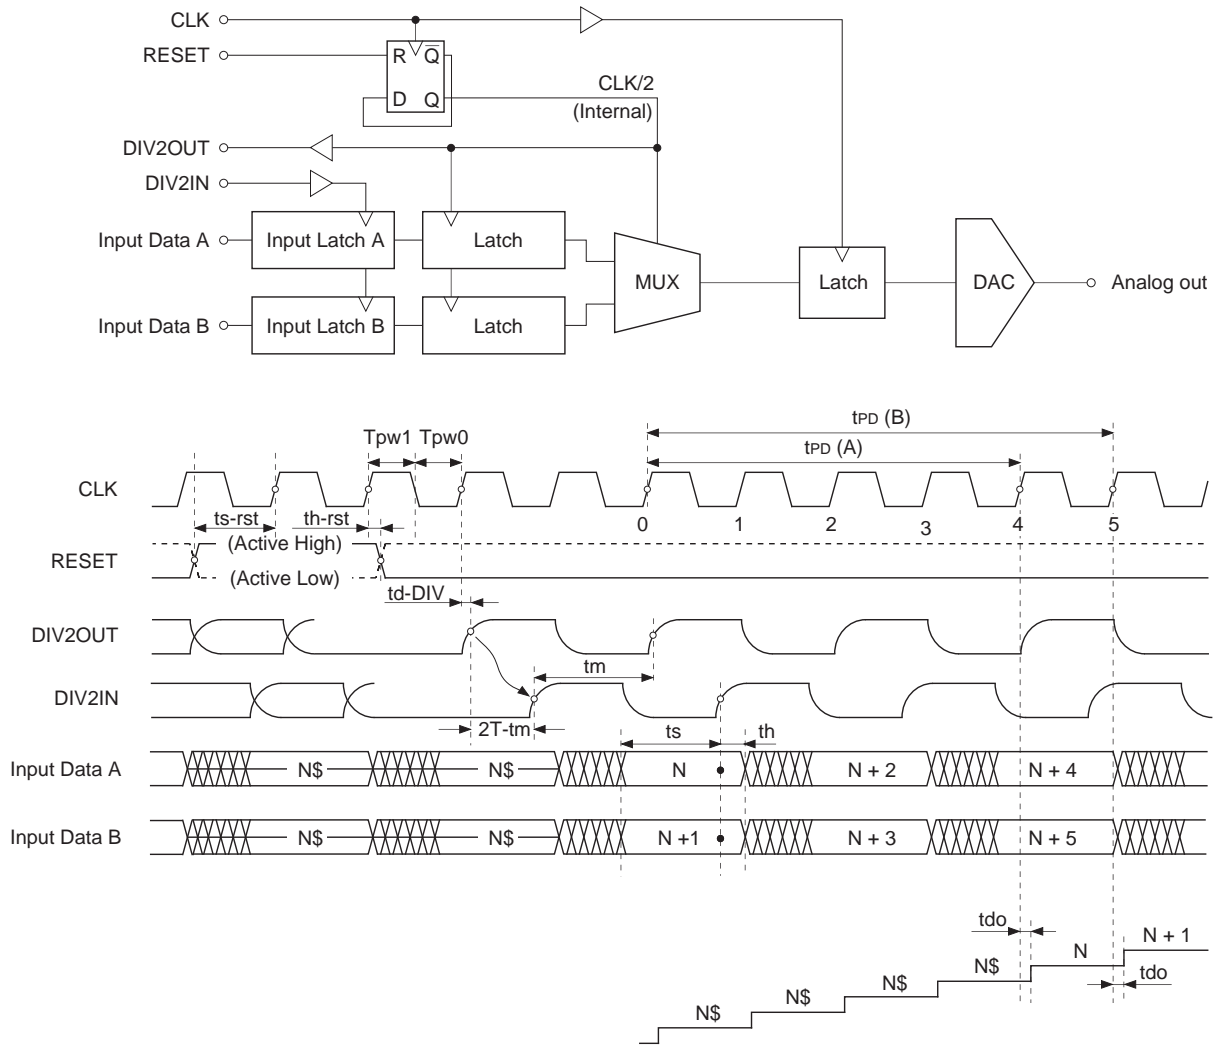 CLK
RESET
R Q
D Q
CLK/2
(Internal)
DIV2OUT
DIV2IN
Input Data A
Input Latch A
Latch
MUX
Latch
DAC
Analog out
Input Data B
Input Latch B
Latch
tPD (B)
Tpw1 Tpw0
tPD (A)
CLK
ts-rst th-rst
0 1 2 3 4 5
(Active High)
RESET
(Active Low)
td-DIV
DIV2OUT
tm
DIV2IN
2T-tm ts th
Input Data A N$ N$ N N + 2 N + 4
Input Data B N$ N$ N +1 N + 3 N + 5
tdo
N + 1
N
N$
tdo
N$
N$
N$